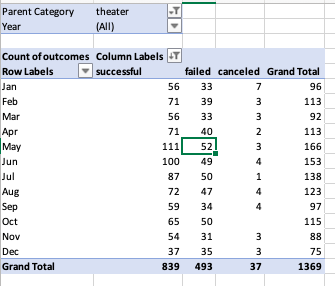 Parent Category theater
Year (All)
Count of outcomes Column Labels
Row Labels successful failed canceled Grand Total
Jan 56 33 7 96
Feb 71 39 3 113
Mar 56 33 3 92
Apr 71 40 2 113
May 111 52 3 166
Jun 100 49 4 153
Jul 87 50 1 138
Aug 72 47 4 123
Sep 59 34 4 97
Oct 65 50 115
Nov 54 31 3 88
Dec 37 35 3 75
Grand Total 839 493 37 1369